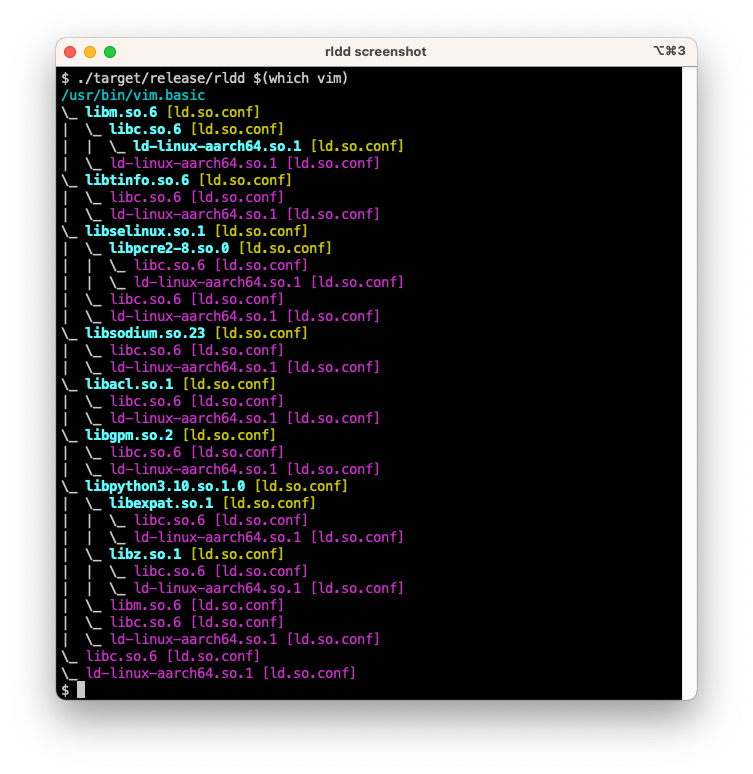 rldd screenshot
⌥⌘3
$ ./target/release/rldd $(which vim)
/usr/bin/vim.basic
\_ libm.so.6 [ld.so.conf]
|  \_ libc.so.6 [ld.so.conf]
|  |  \_ ld-linux-aarch64.so.1 [ld.so.conf]
|  \_ ld-linux-aarch64.so.1 [ld.so.conf]
\_ libtinfo.so.6 [ld.so.conf]
|  \_ libc.so.6 [ld.so.conf]
|  \_ ld-linux-aarch64.so.1 [ld.so.conf]
\_ libselinux.so.1 [ld.so.conf]
|  \_ libpcre2-8.so.0 [ld.so.conf]
|  |  \_ libc.so.6 [ld.so.conf]
|  |  \_ ld-linux-aarch64.so.1 [ld.so.conf]
|  \_ libc.so.6 [ld.so.conf]
|  \_ ld-linux-aarch64.so.1 [ld.so.conf]
\_ libsodium.so.23 [ld.so.conf]
|  \_ libc.so.6 [ld.so.conf]
|  \_ ld-linux-aarch64.so.1 [ld.so.conf]
\_ libacl.so.1 [ld.so.conf]
|  \_ libc.so.6 [ld.so.conf]
|  \_ ld-linux-aarch64.so.1 [ld.so.conf]
\_ libgpm.so.2 [ld.so.conf]
|  \_ libc.so.6 [ld.so.conf]
|  \_ ld-linux-aarch64.so.1 [ld.so.conf]
\_ libpython3.10.so.1.0 [ld.so.conf]
|  \_ libexpat.so.1 [ld.so.conf]
|  |  \_ libc.so.6 [ld.so.conf]
|  |  \_ ld-linux-aarch64.so.1 [ld.so.conf]
|  \_ libz.so.1 [ld.so.conf]
|  |  \_ libc.so.6 [ld.so.conf]
|  |  \_ ld-linux-aarch64.so.1 [ld.so.conf]
|  \_ libm.so.6 [ld.so.conf]
|  \_ libc.so.6 [ld.so.conf]
|  \_ ld-linux-aarch64.so.1 [ld.so.conf]
\_ libc.so.6 [ld.so.conf]
\_ ld-linux-aarch64.so.1 [ld.so.conf]
$